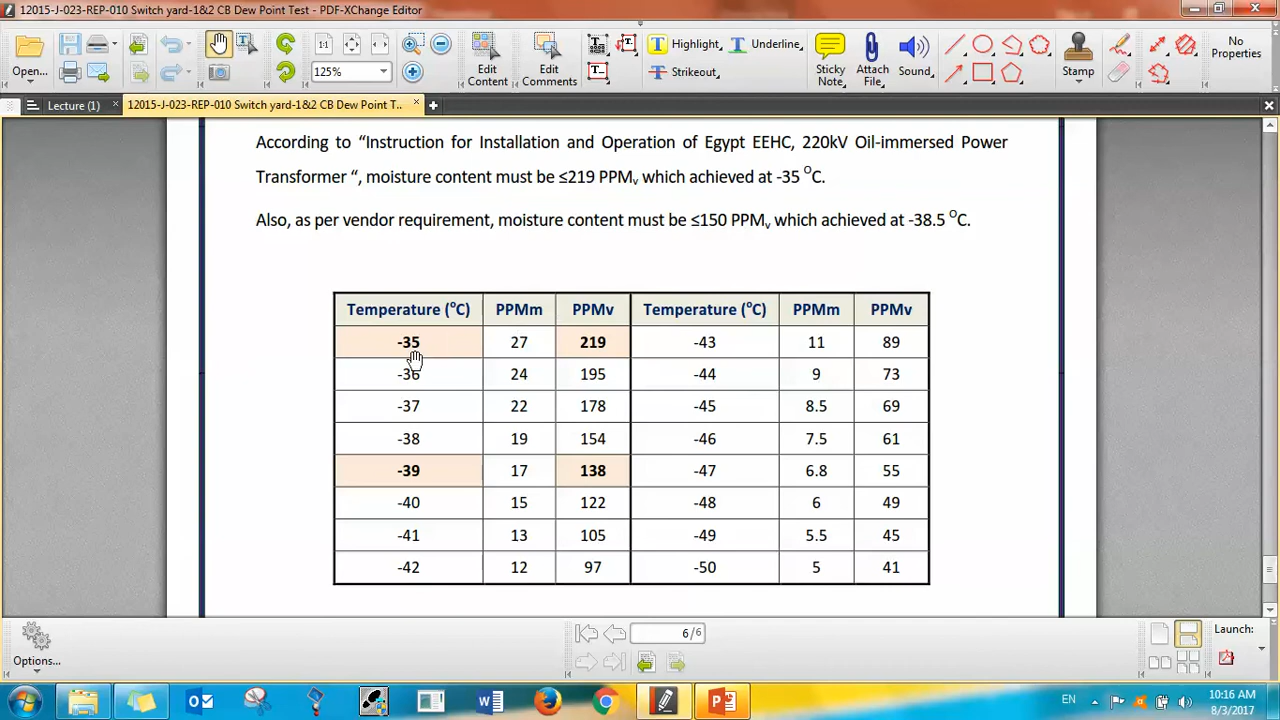 12015-J-023-REP-010 Switch yard-1&2 CB Dew Point Test - PDF-XChange Editor
Open...
1:1
125%
Edit Content
Edit Comments
T Highlight
T Underline
T Strikeout
Sticky Note
Attach File
Sound
Stamp
No Properties
Lecture (1)
12015-J-023-REP-010 Switch yard-1&2 CB Dew Point T..
According to “Instruction for Installation and Operation of Egypt EEHC, 220kV Oil-immersed Power
Transformer “, moisture content must be ≤219 PPMv which achieved at -35 OC.
Also, as per vendor requirement, moisture content must be ≤150 PPMv which achieved at -38.5 OC.
Temperature (oC) PPMm PPMv Temperature (oC) PPMm PPMv
-35 27 219 -43 11 89
-36 24 195 -44 9 73
-37 22 178 -45 8.5 69
-38 19 154 -46 7.5 61
-39 17 138 -47 6.8 55
-40 15 122 -48 6 49
-41 13 105 -49 5.5 45
-42 12 97 -50 5 41
Options...
6/6
Launch:
EN
10:16 AM
8/3/2017